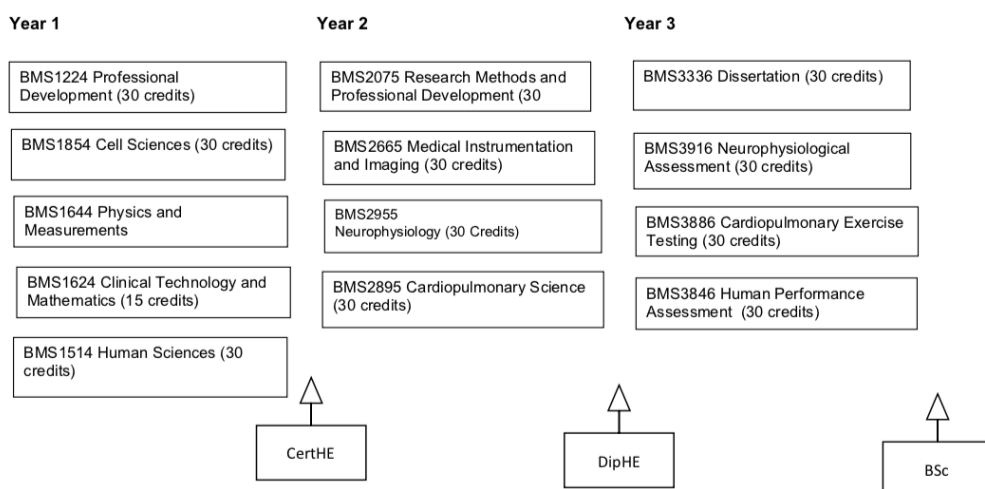 Year 1
BMS1224 Professional
Development (30 credits)
BMS1854 Cell Sciences (30 credits)
BMS1644 Physics and
Measurements
BMS1624 Clinical Technology and
Mathematics (15 credits)
BMS1514 Human Sciences (30
credits)
CertHE
Year 2
BMS2075 Research Methods and
Professional Development (30
BMS2665 Medical Instrumentation
and Imaging (30 credits)
BMS2955
Neurophysiology (30 Credits)
BMS2895 Cardiopulmonary Science
(30 credits)
DipHE
Year 3
BMS3336 Dissertation (30 credits)
BMS3916 Neurophysiological
Assessment (30 credits)
BMS3886 Cardiopulmonary Exercise
Testing (30 credits)
BMS3846 Human Performance
Assessment (30 credits)
BSc